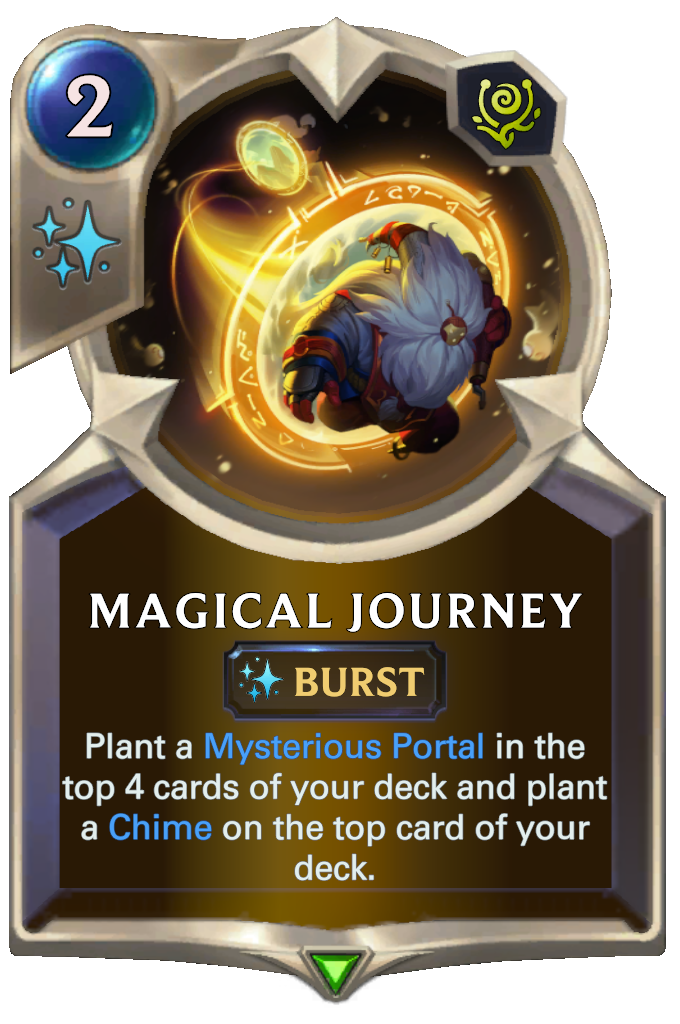 2
MAGICAL JOURNEY
BURST
Plant a Mysterious Portal in the
top 4 cards of your deck and plant
a Chime on the top card of your
deck.